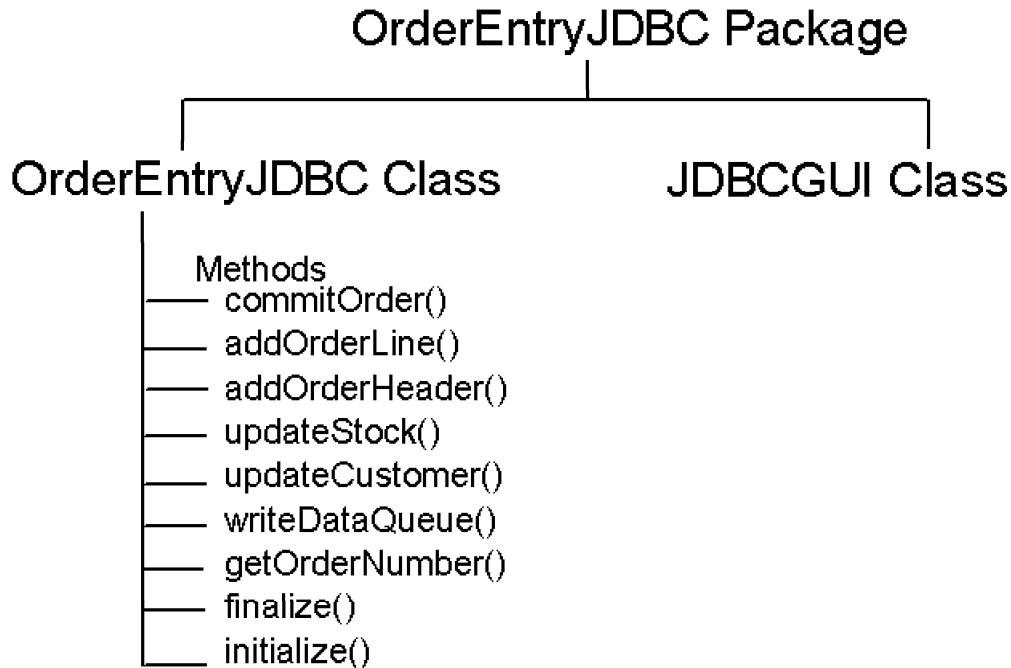 OrderEntryJDBC Package
OrderEntryJDBC Class
JDBCGUI Class
Methods
commitOrder()
addOrderLine()
addOrderHeader()
updateStock()
updateCustomer()
writeDataQueue()
getOrderNumber()
finalize()
initialize()